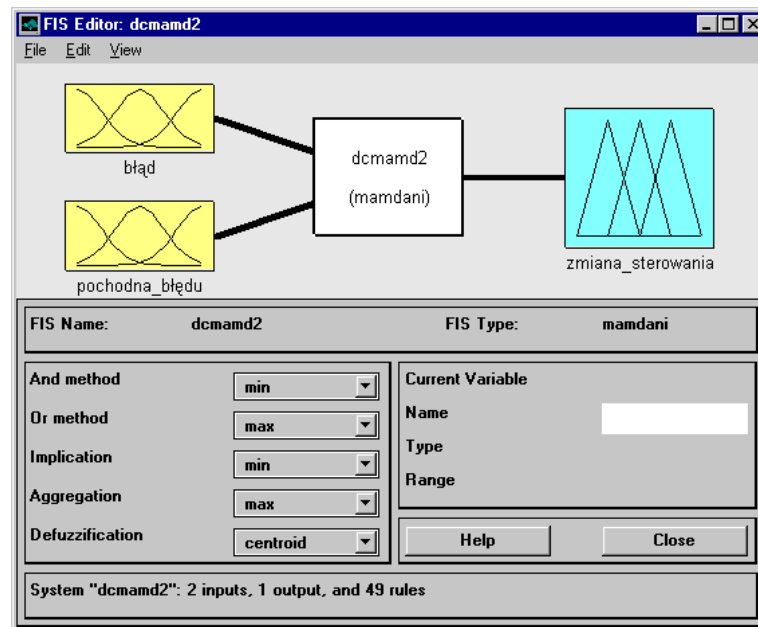 FIS Editor: dcmamd2
File Edit View
błąd
dcmamd2
(mamdani)
pochodna_błędu
zmiana_sterowania
FIS Name: dcmamd2 FIS Type: mamdani
And method min
Or method max
Implication min
Aggregation max
Defuzzification centroid
Current Variable
Name
Type
Range
Help Close
System "dcmamd2": 2 inputs, 1 output, and 49 rules